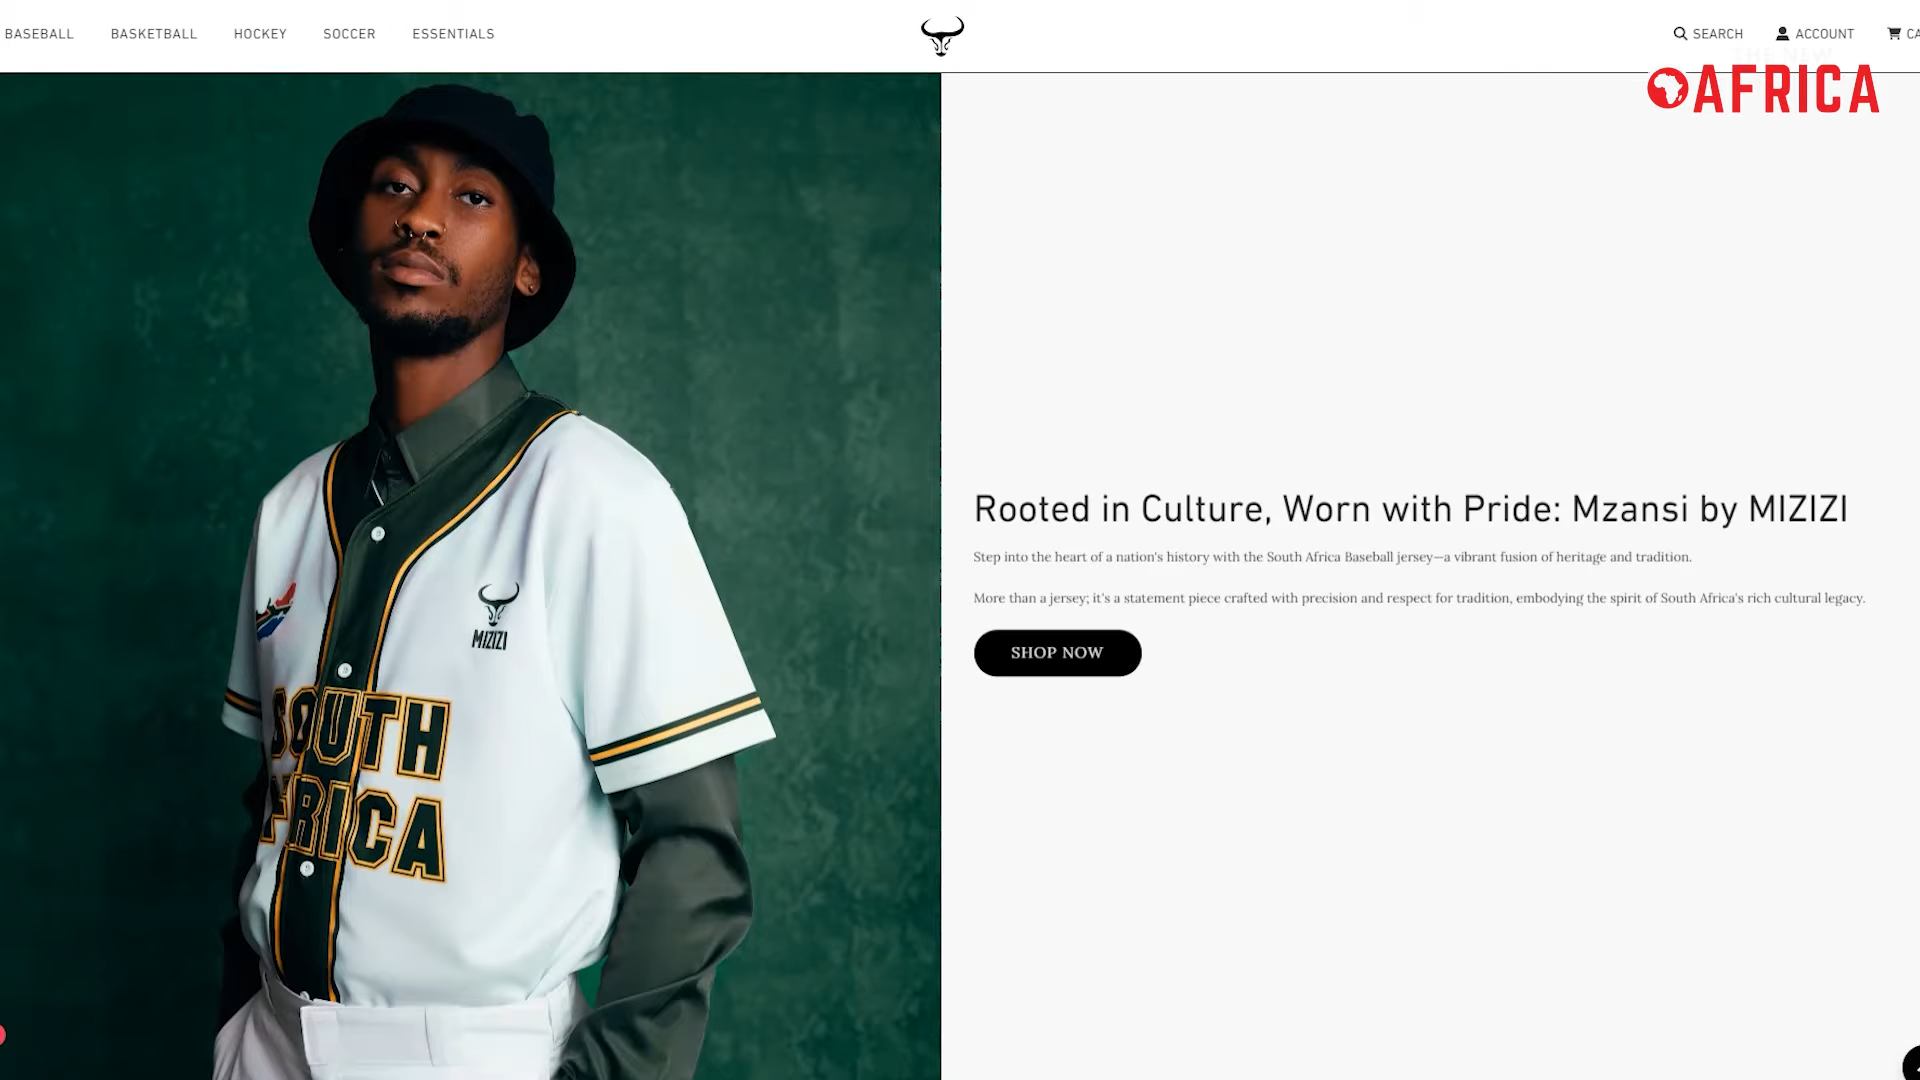 BASEBALL BASKETBALL HOCKEY SOCCER ESSENTIALS
SEARCH ACCOUNT
AFRICA
Rooted in Culture, Worn with Pride: Mzansi by MIZIZI
Step into the heart of a nation's history with the South Africa Baseball jersey—a vibrant fusion of heritage and tradition.
More than a jersey; it's a statement piece crafted with precision and respect for tradition, embodying the spirit of South Africa's rich cultural legacy.
SHOP NOW
MIZIZI
SOUTH
AFRICA